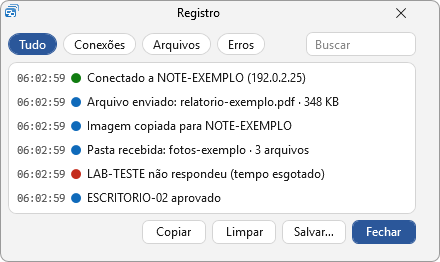 Registro
Tudo Conexões Arquivos Erros Buscar
06:02:59 Conectado a NOTE-EXEMPLO (192.0.2.25)
06:02:59 Arquivo enviado: relatorio-exemplo.pdf · 348 KB
06:02:59 Imagem copiada para NOTE-EXEMPLO
06:02:59 Pasta recebida: fotos-exemplo · 3 arquivos
06:02:59 LAB-TESTE não respondeu (tempo esgotado)
06:02:59 ESCRITORIO-02 aprovado
Copiar Limpar Salvar... Fechar